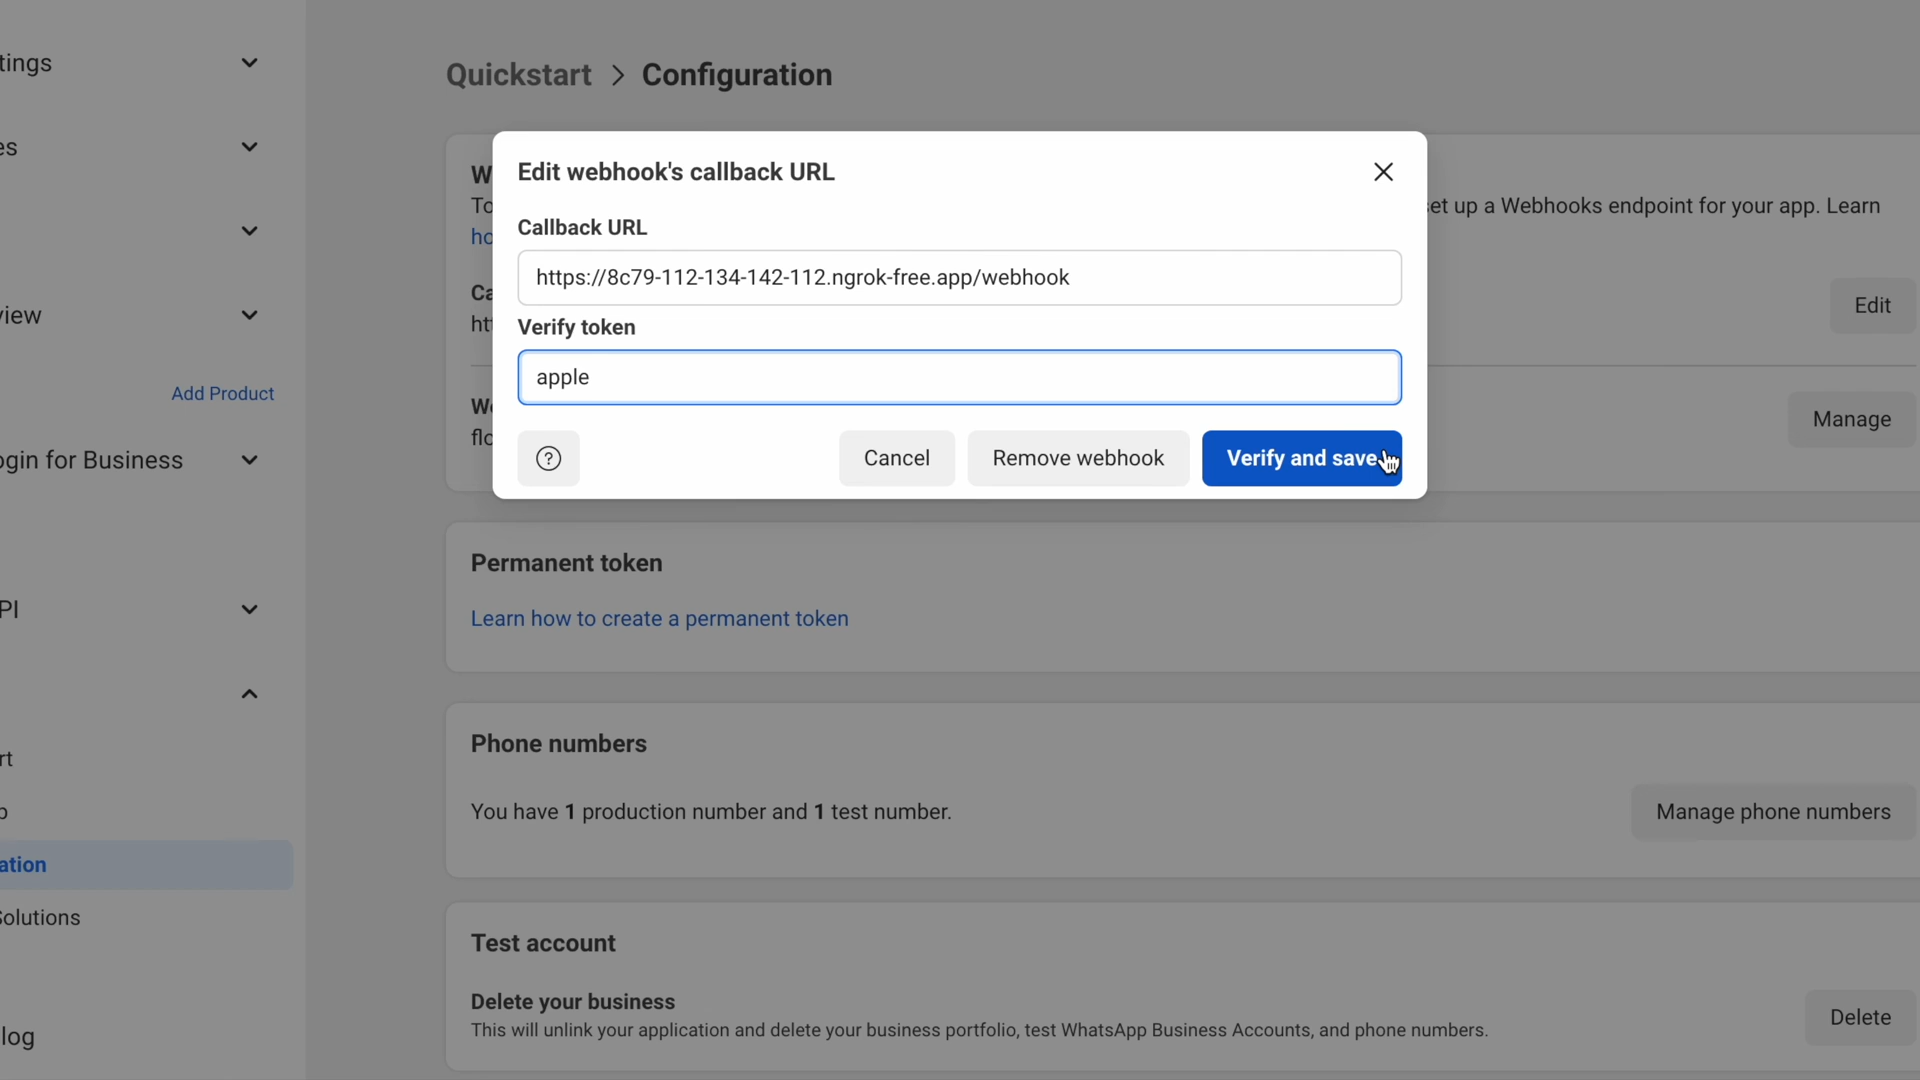 tings
es
view
Add Product
ogin for Business
PI
rt
p
ation
Solutions
log
Quickstart > Configuration
W
To
set up a Webhooks endpoint for your app. Learn
ho
Ca
htt
Edit
We
flo
Manage
Edit webhook's callback URL
Callback URL
https://8c79-112-134-142-112.ngrok-free.app/webhook
Verify token
apple
Cancel
Remove webhook
Verify and save
Permanent token
Learn how to create a permanent token
Phone numbers
You have 1 production number and 1 test number.
Manage phone numbers
Test account
Delete your business
This will unlink your application and delete your business portfolio, test WhatsApp Business Accounts, and phone numbers.
Delete